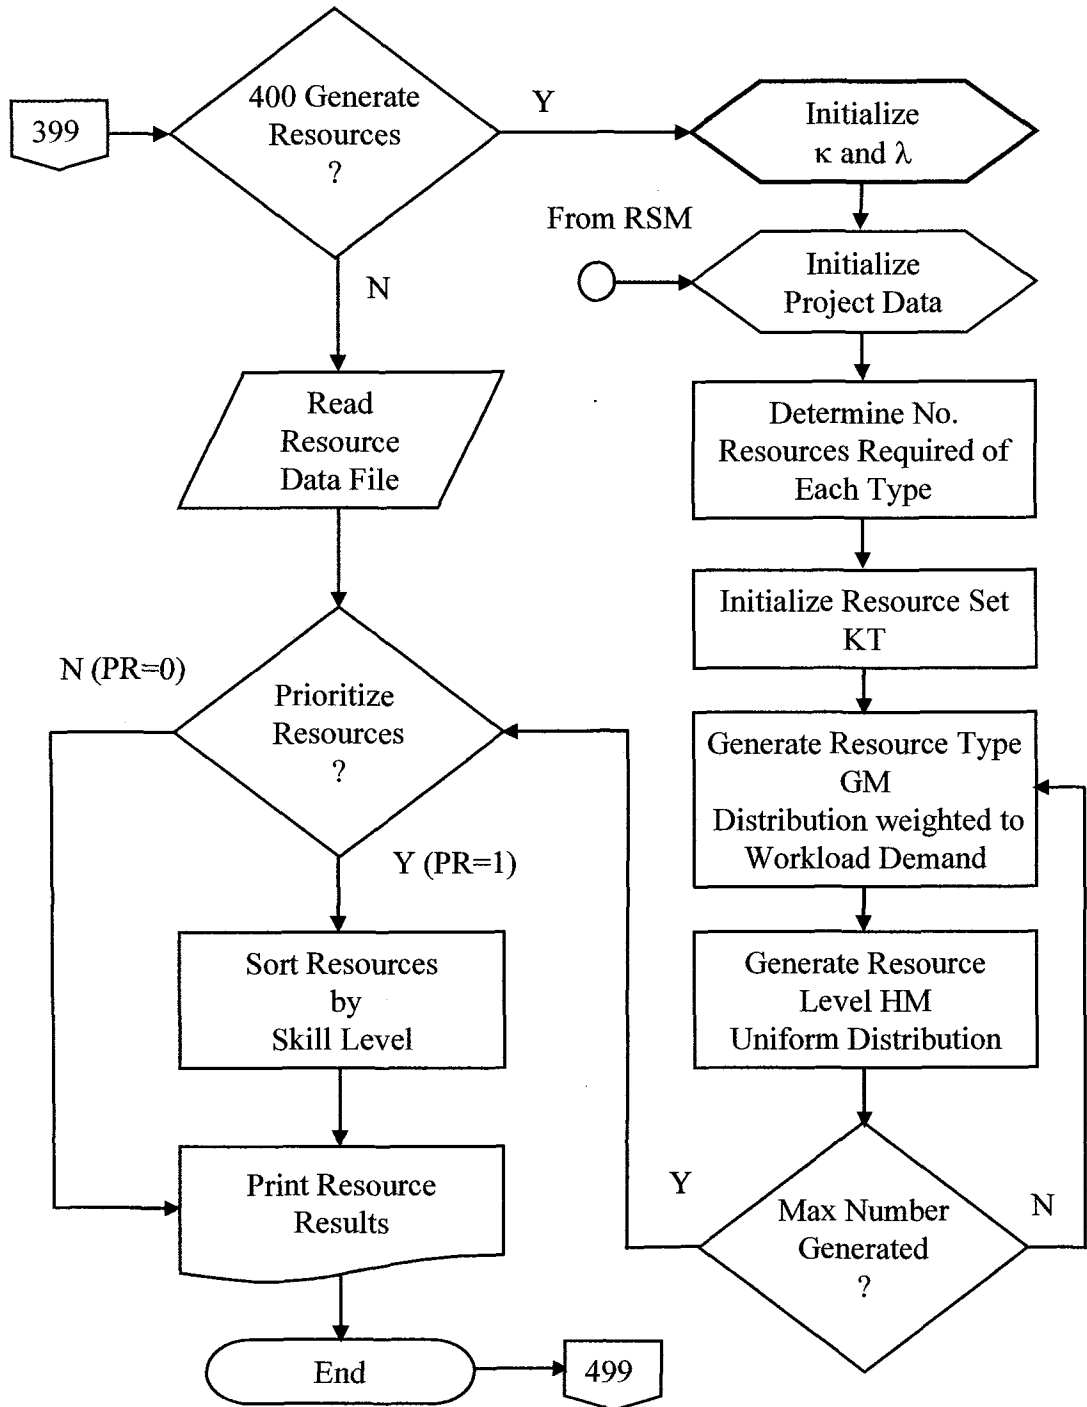 399
400 Generate
Resources
?
Y
Initialize
κ and λ
N
From RSM
Initialize
Project Data
Read
Resource
Data File
Determine No.
Resources Required of
Each Type
Initialize Resource Set
KT
N (PR=0)
Prioritize
Resources
?
Y (PR=1)
Generate Resource Type
GM
Distribution weighted to
Workload Demand
Sort Resources
by
Skill Level
Generate Resource
Level HM
Uniform Distribution
Print Resource
Results
Y
Max Number
Generated
?
N
End
499